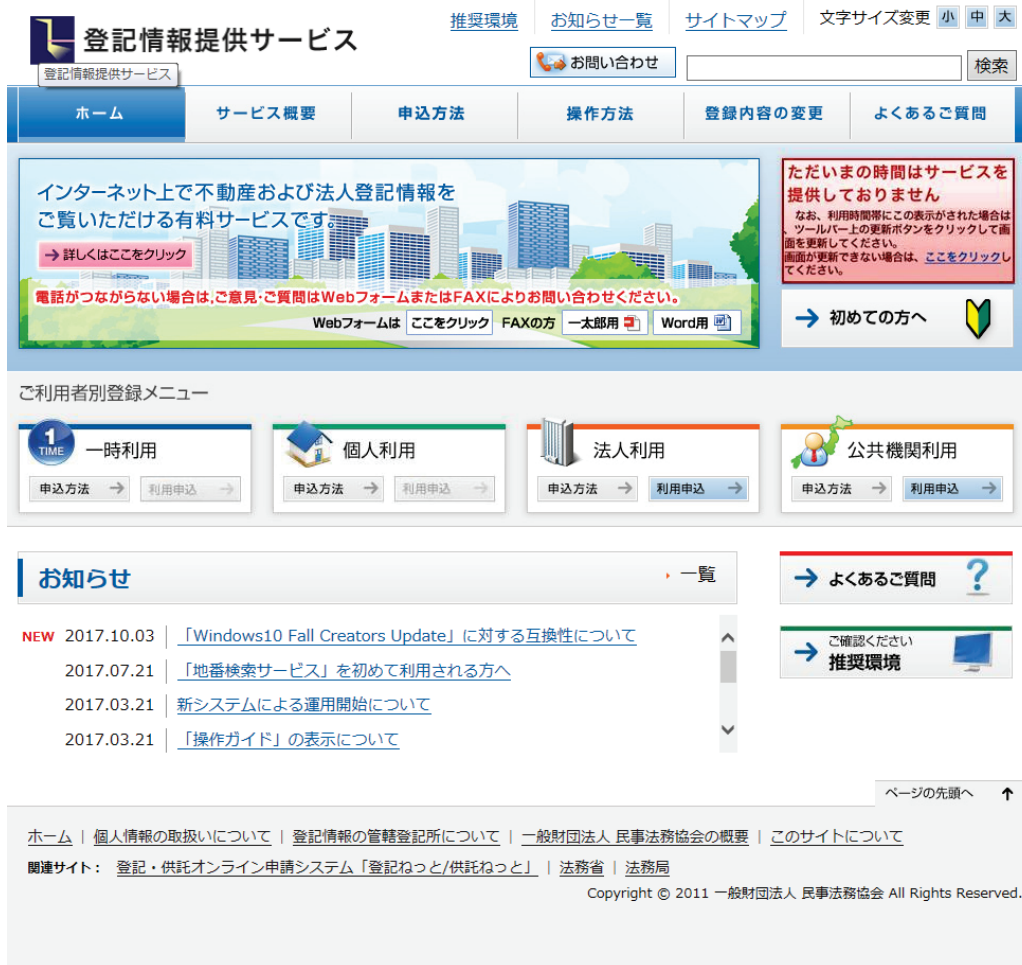 登記情報提供サービス
登記情報提供サービス
推奨環境
お知らせ一覧
サイトマップ
文字サイズ変更 小 中 大
お問い合わせ
検索
ホーム
サービス概要
申込方法
操作方法
登録内容の変更
よくあるご質問
インターネット上で不動産および法人登記情報を
ご覧いただける有料サービスです。
詳しくはここをクリック
電話がつながらない場合は、ご意見・ご質問はWebフォームまたはFAXによりお問い合わせください。
Webフォームは ここをクリック FAXの方 一太郎用 Word用
ただいまの時間はサービスを
提供しておりません
なお、利用時間帯にこの表示がされた場合は
、ツールバー上の更新ボタンをクリックして画
面を更新してください。
画面が更新できない場合は、ここをクリックし
てください。
初めての方へ
ご利用者別登録メニュー
1 TIME 一時利用
申込方法 利用申込
個人利用
申込方法 利用申込
法人利用
申込方法 利用申込
公共機関利用
申込方法 利用申込
お知らせ
一覧
NEW 2017.10.03 「Windows10 Fall Creators Update」に対する互換性について
2017.07.21 「地番検索サービス」を初めて利用される方へ
2017.03.21 新システムによる運用開始について
2017.03.21 「操作ガイド」の表示について
よくあるご質問 ?
ご確認ください
推奨環境
ページの先頭へ
ホーム | 個人情報の取扱いについて | 登記情報の管轄登記所について | 一般財団法人 民事法務協会の概要 | このサイトについて
関連サイト： 登記・供託オンライン申請システム「登記ねっと/供託ねっと」 | 法務省 | 法務局
Copyright © 2011 一般財団法人 民事法務協会 All Rights Reserved.